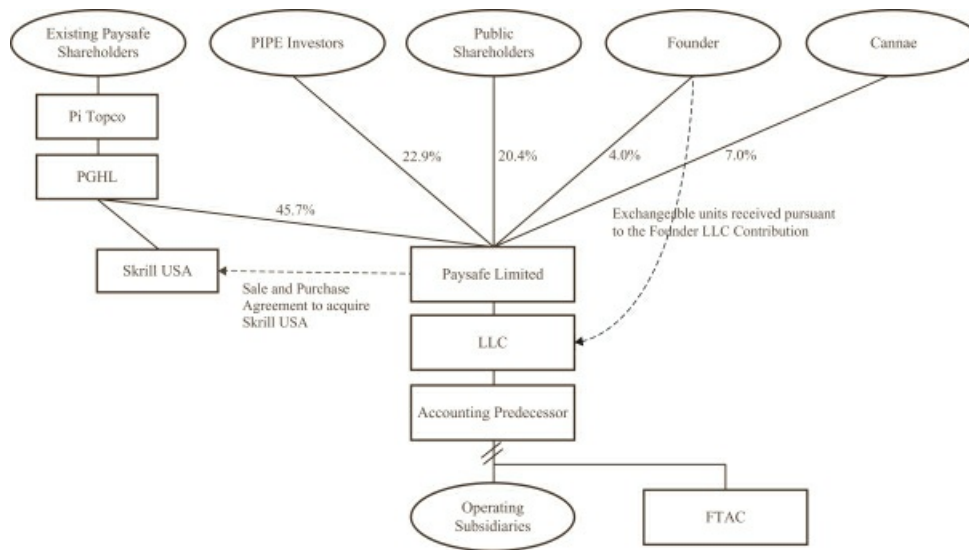 Existing Paysafe
Shareholders
PIPE Investors
Public
Shareholders
Founder
Cannae
Pi Topco
PGHL
22.9%
20.4%
4.0%
7.0%
45.7%
Exchangeable units received pursuant
to the Founder LLC Contribution
Skrill USA
Paysafe Limited
Sale and Purchase
Agreement to acquire
Skrill USA
LLC
Accounting Predecessor
Operating
Subsidiaries
FTAC